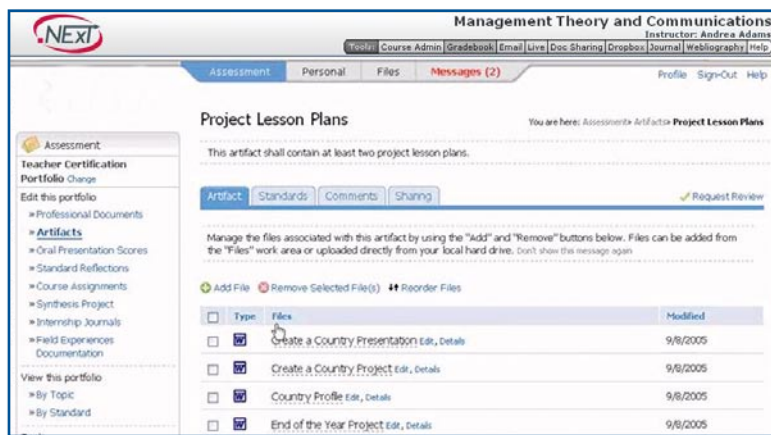 .NExT
Management Theory and Communications
Instructor: Andrea Adams
Tools: Course Admin Gradebook Email Live Doc Sharing Dropbox Journal Webliography Help
Assessment Personal Files Messages (2)
Profile Sign-Out Help
Project Lesson Plans
You are here: Assessment» Artifacts» Project Lesson Plans
This artifact shall contain at least two project lesson plans.
Assessment
Teacher Certification
Portfolio Change
Edit this portfolio
» Professional Documents
» Artifacts
» Oral Presentation Scores
» Standard Reflections
» Course Assignments
» Synthesis Project
» Internship Journals
» Field Experiences
Documentation
View this portfolio
» By Topic
» By Standard
Artifact Standards Comments Sharing
Request Review
Manage the files associated with this artifact by using the "Add" and "Remove" buttons below. Files can be added from
the "Files" work area or uploaded directly from your local hard drive. Don't show this message again
Add File Remove Selected File(s) Reorder Files
Type Files Modified
Create a Country Presentation Edit, Details 9/8/2005
Create a Country Project Edit, Details 9/8/2005
Country Profile Edit, Details 9/8/2005
End of the Year Project Edit, Details 9/8/2005